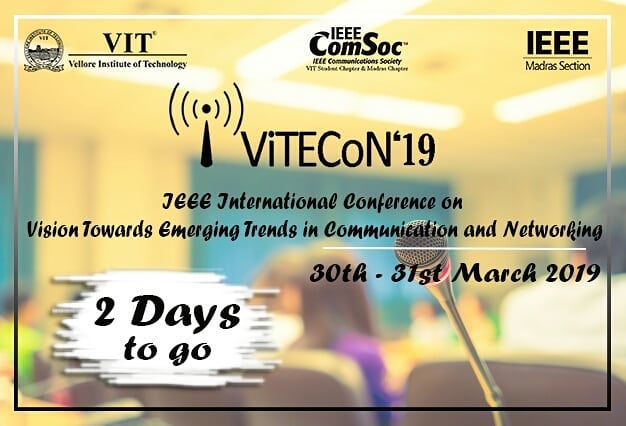 VIT®
Vellore Institute of Technology
IEEE
ComSoc™
IEEE Communications Society
VIT Student Chapter & Madras Chapter
IEEE
Madras Section
ViTECoN'19
IEEE International Conference on
Vision Towards Emerging Trends in Communication and Networking
30th - 31st March 2019
2 Days
to go